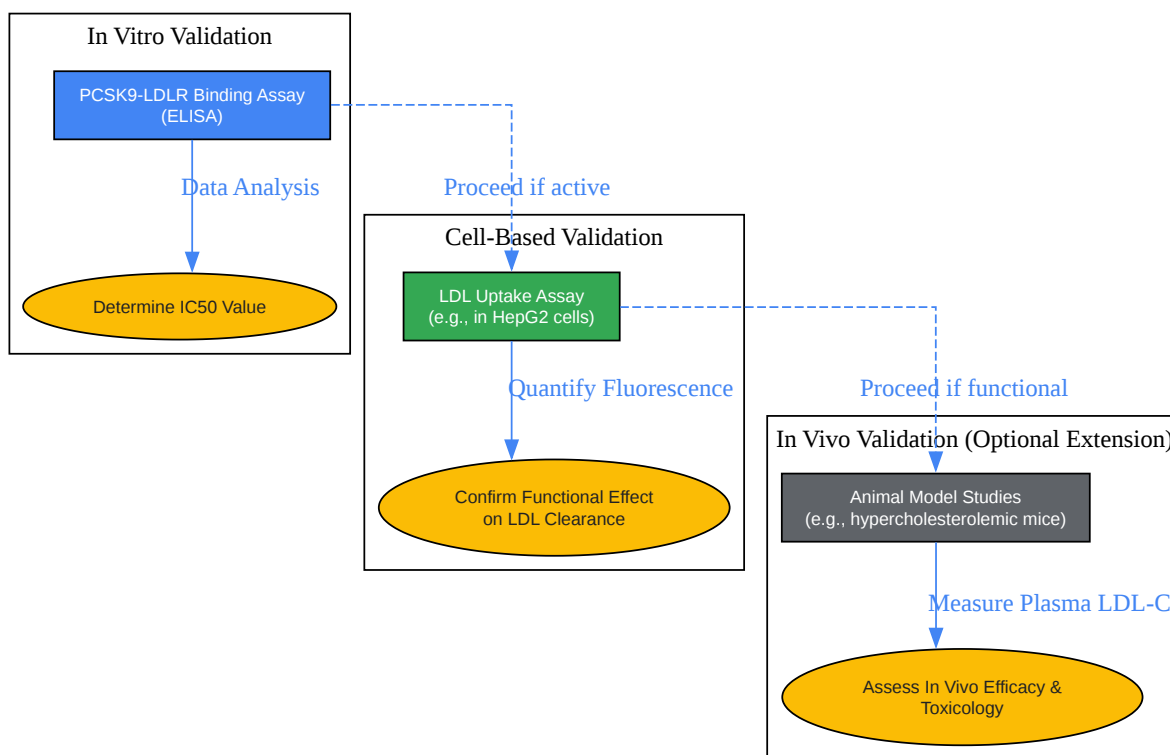 In Vitro Validation
PCSK9-LDLR Binding Assay
(ELISA)
Data Analysis
Proceed if active
Determine IC50 Value
Cell-Based Validation
LDL Uptake Assay
(e.g., in HepG2 cells)
Quantify Fluorescence
Proceed if functional
Confirm Functional Effect
on LDL Clearance
In Vivo Validation (Optional Extension)
Animal Model Studies
(e.g., hypercholesterolemic mice)
Measure Plasma LDL-C
Assess In Vivo Efficacy &
Toxicology